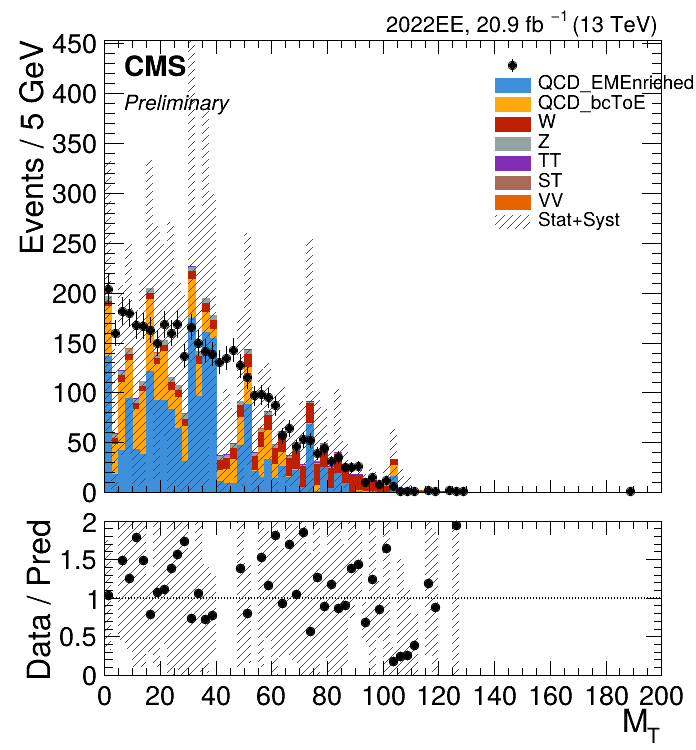 2022EE, 20.9 fb⁻¹ (13 TeV)
CMS
Preliminary
Events / 5 GeV
450
400
350
300
250
200
150
100
50
0
QCD_EMEnriched
QCD_bcToE
W
Z
TT
ST
VV
Stat+Syst
Data / Pred
2
1.5
1
0.5
0
0 20 40 60 80 100 120 140 160 180 200
M_T